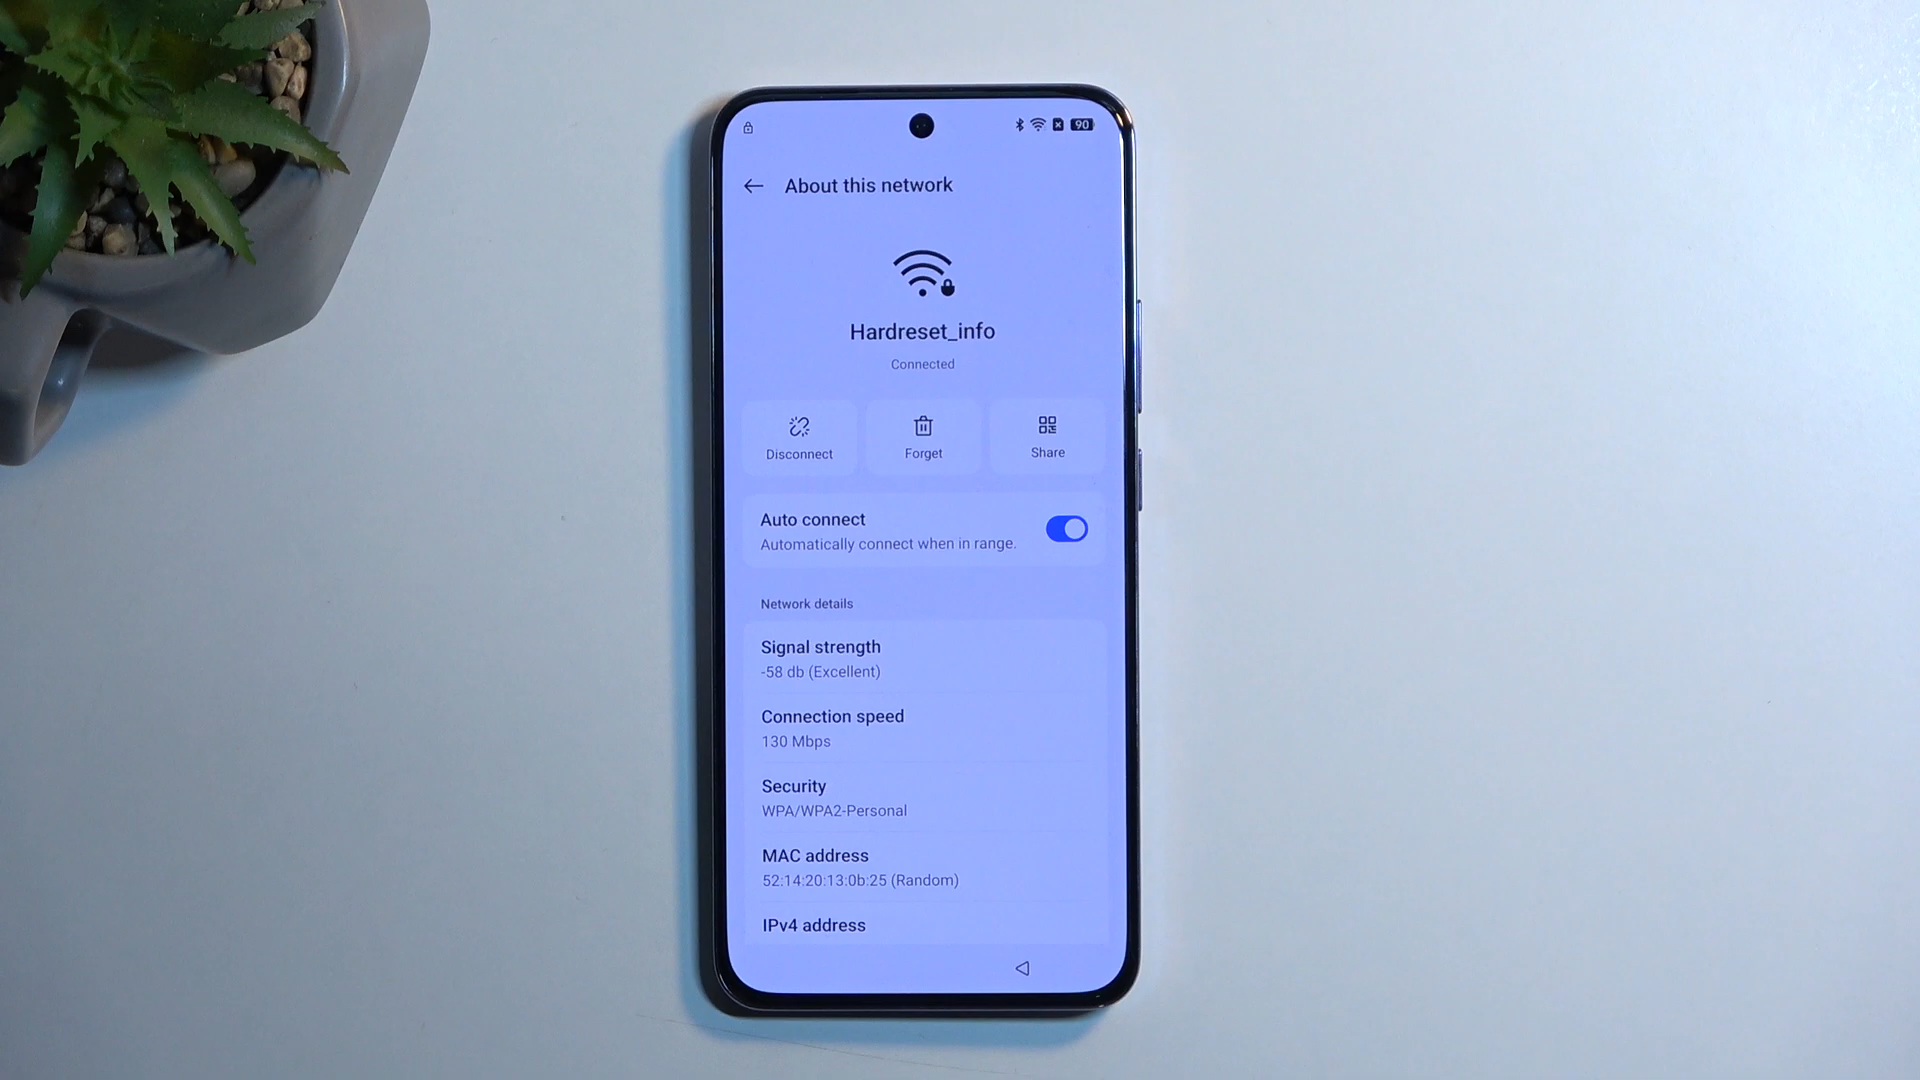 90
About this network
Hardreset_info
Connected
Disconnect
Forget
Share
Auto connect
Automatically connect when in range.
Network details
Signal strength
-58 db (Excellent)
Connection speed
130 Mbps
Security
WPA/WPA2-Personal
MAC address
52:14:20:13:0b:25 (Random)
IPv4 address